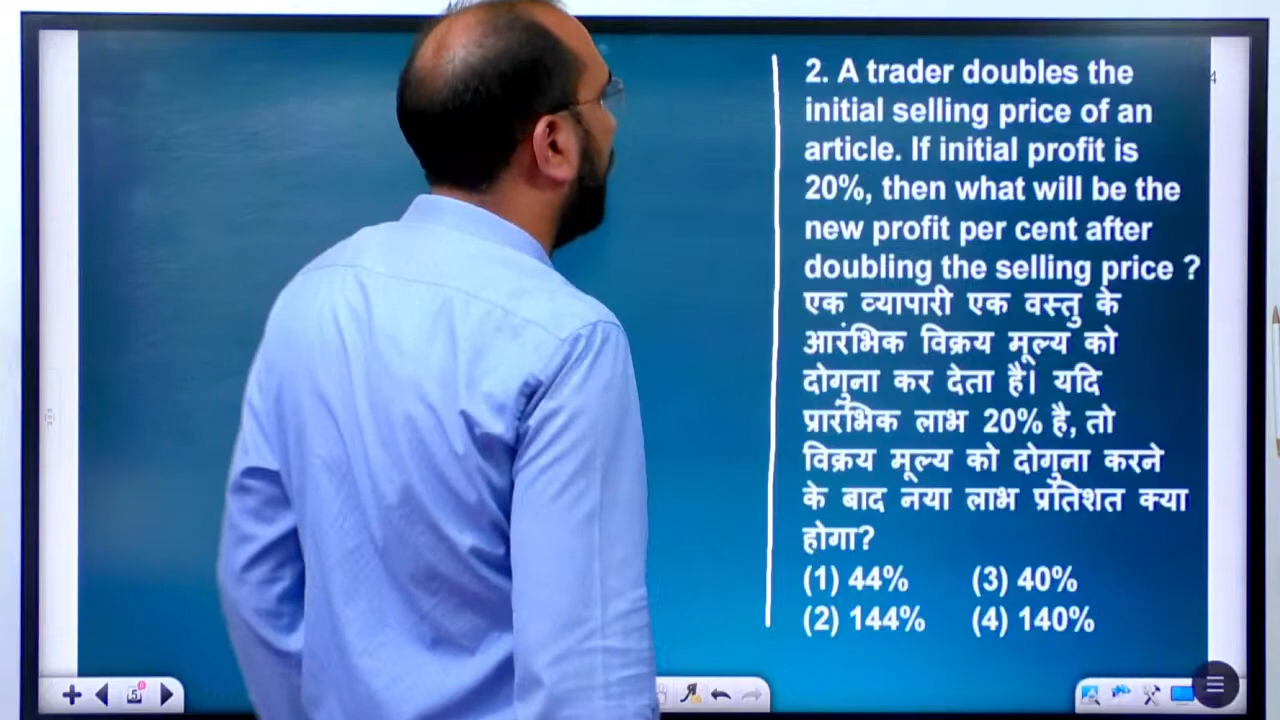 2. A trader doubles the
initial selling price of an
article. If initial profit is
20%, then what will be the
new profit per cent after
doubling the selling price ?
एक व्यापारी एक वस्तु के
आरंभिक विक्रय मूल्य को
दोगुना कर देता है। यदि
प्रारंभिक लाभ 20% है, तो
विक्रय मूल्य को दोगुना करने
के बाद नया लाभ प्रतिशत क्या
होगा?
(1) 44% (3) 40%
(2) 144% (4) 140%
4
5